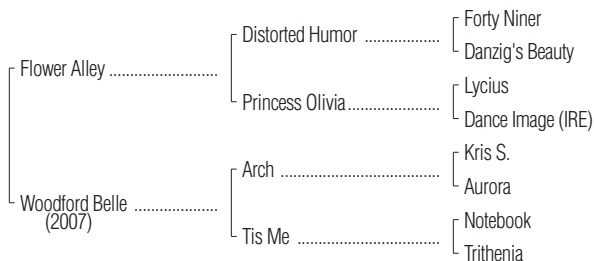 Forty Niner
Distorted Humor ..................
Danzig's Beauty
Flower Alley ..........................
Lycius
Princess Olivia......................
Dance Image (IRE)
Kris S.
Arch ......................................
Aurora
Woodford Belle ....................
(2007)
Notebook
Tis Me ..................................
Trithenia